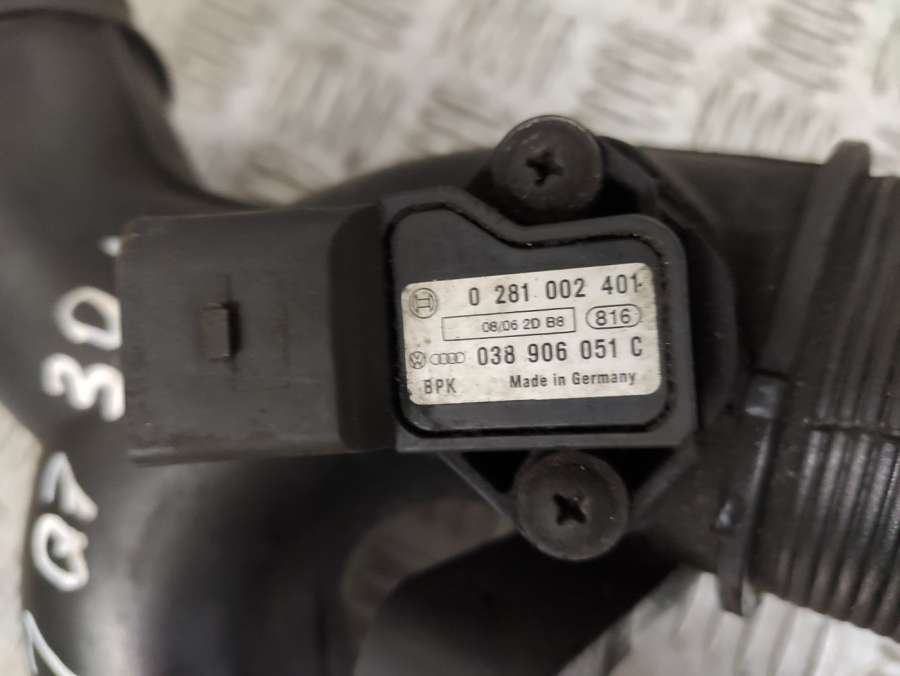 0 281 002 401
08/06 2D B8 816
038 906 051 C
BPK Made in Germany
Q7 3D